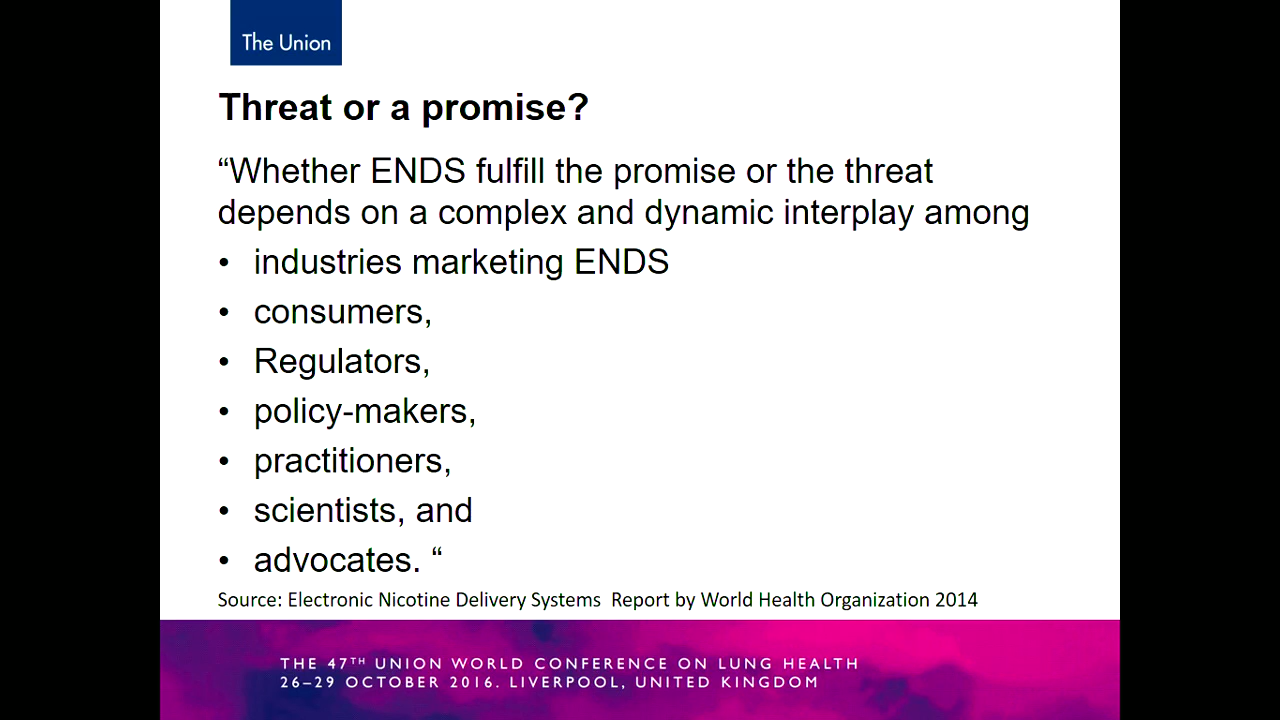 The Union
Threat or a promise?
“Whether ENDS fulfill the promise or the threat
depends on a complex and dynamic interplay among
• industries marketing ENDS
• consumers,
• Regulators,
• policy-makers,
• practitioners,
• scientists, and
• advocates. “
Source: Electronic Nicotine Delivery Systems  Report by World Health Organization 2014
THE 47TH UNION WORLD CONFERENCE ON LUNG HEALTH
26–29 OCTOBER 2016. LIVERPOOL, UNITED KINGDOM